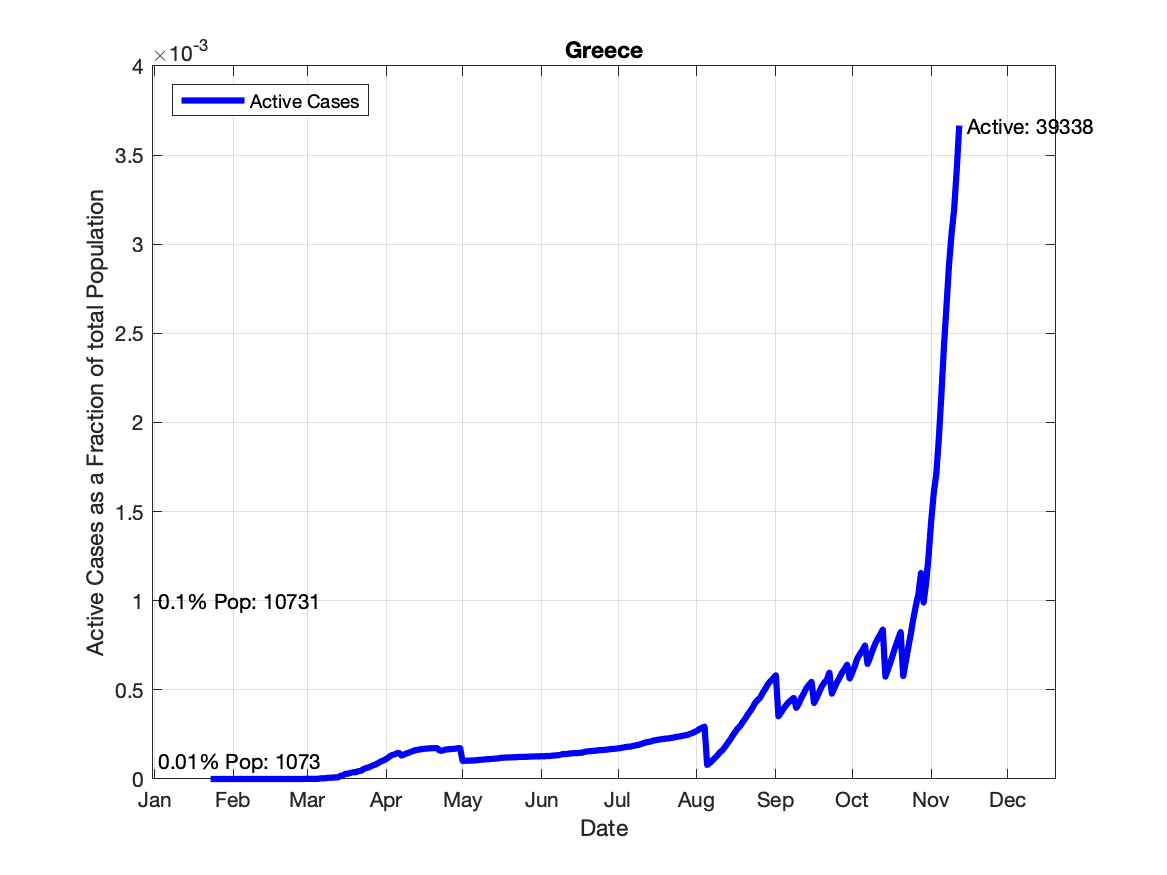 Greece
×10-3
4
3.5
3
2.5
2
1.5
1
0.5
0
Active Cases as a Fraction of total Population
Active Cases
Active: 39338
0.1% Pop: 10731
0.01% Pop: 1073
Jan Feb Mar Apr May Jun Jul Aug Sep Oct Nov Dec
Date